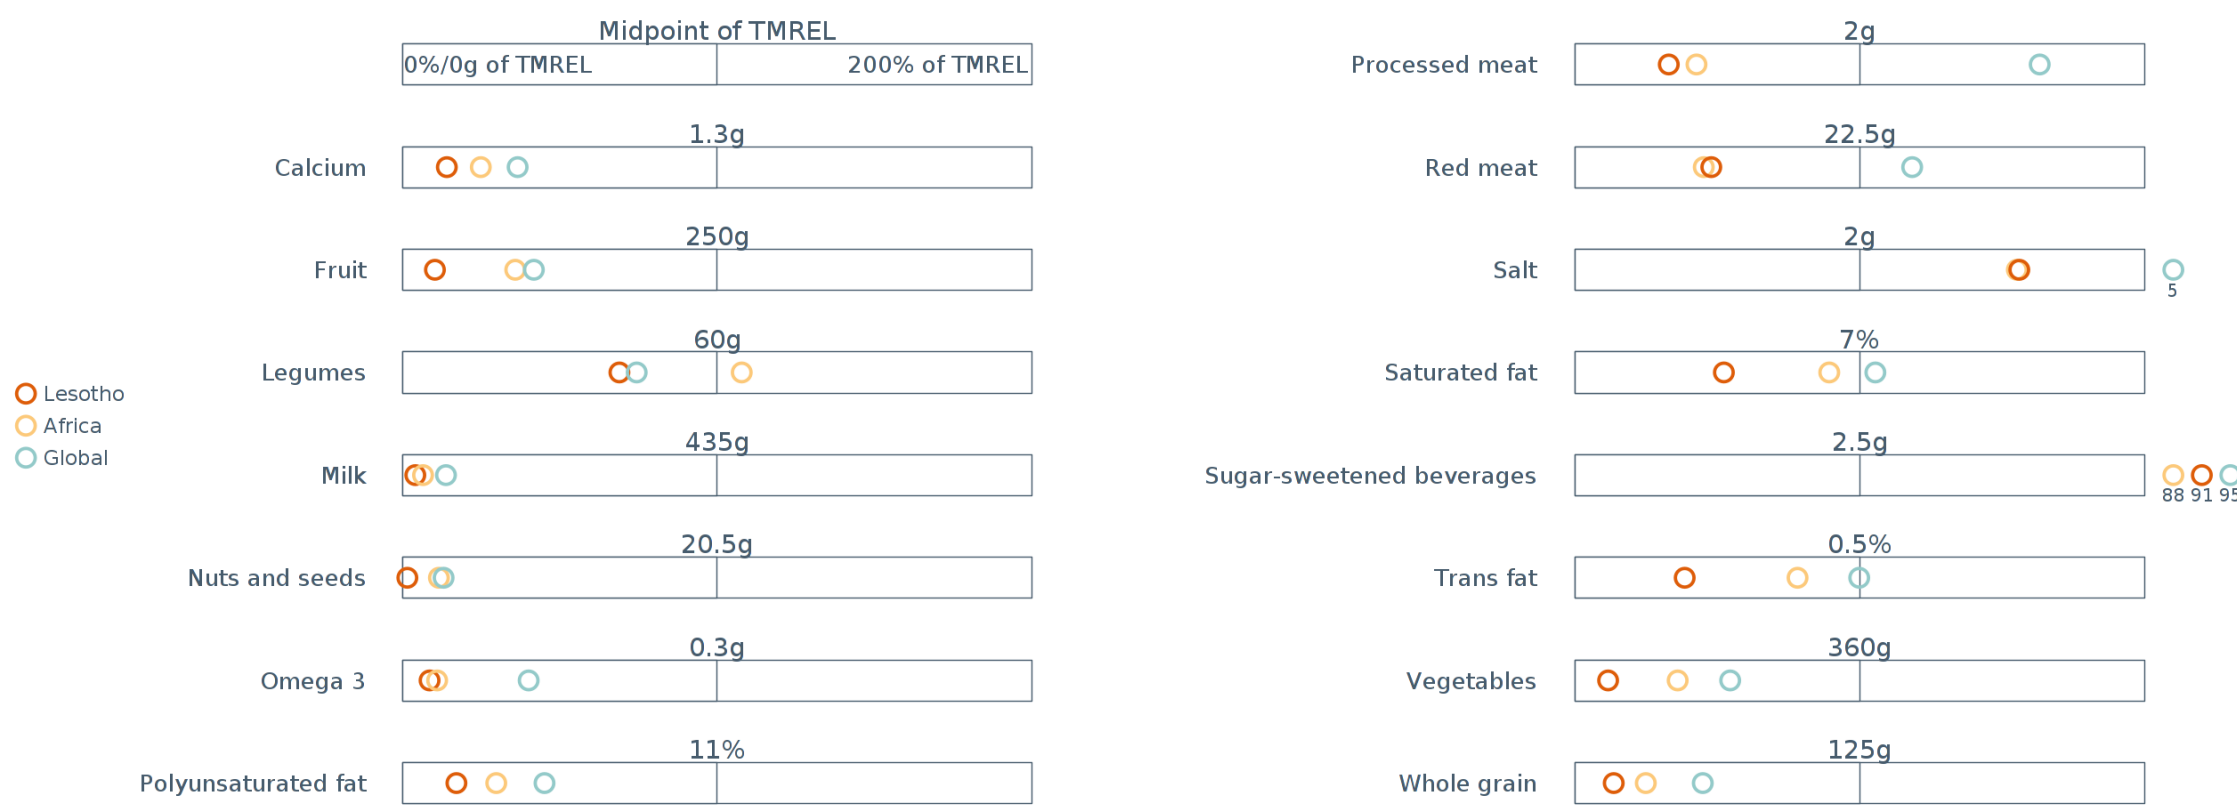 Midpoint of TMREL
0%/0g of TMREL
200% of TMREL
1.3g
Calcium
250g
Fruit
60g
Legumes
435g
Milk
20.5g
Nuts and seeds
0.3g
Omega 3
11%
Polyunsaturated fat
Lesotho
Africa
Global
2g
Processed meat
22.5g
Red meat
2g
Salt
5
7%
Saturated fat
2.5g
Sugar-sweetened beverages
88 91 95
0.5%
Trans fat
360g
Vegetables
125g
Whole grain